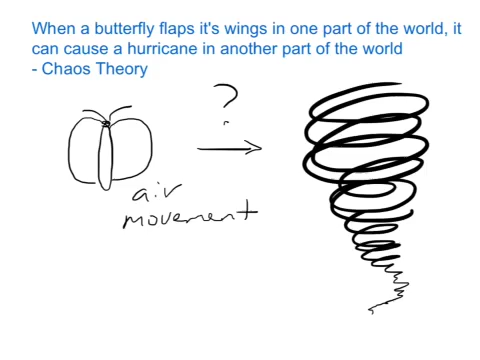 When a butterfly flaps it's wings in one part of the world, it
can cause a hurricane in another part of the world
- Chaos Theory
?
air
movement